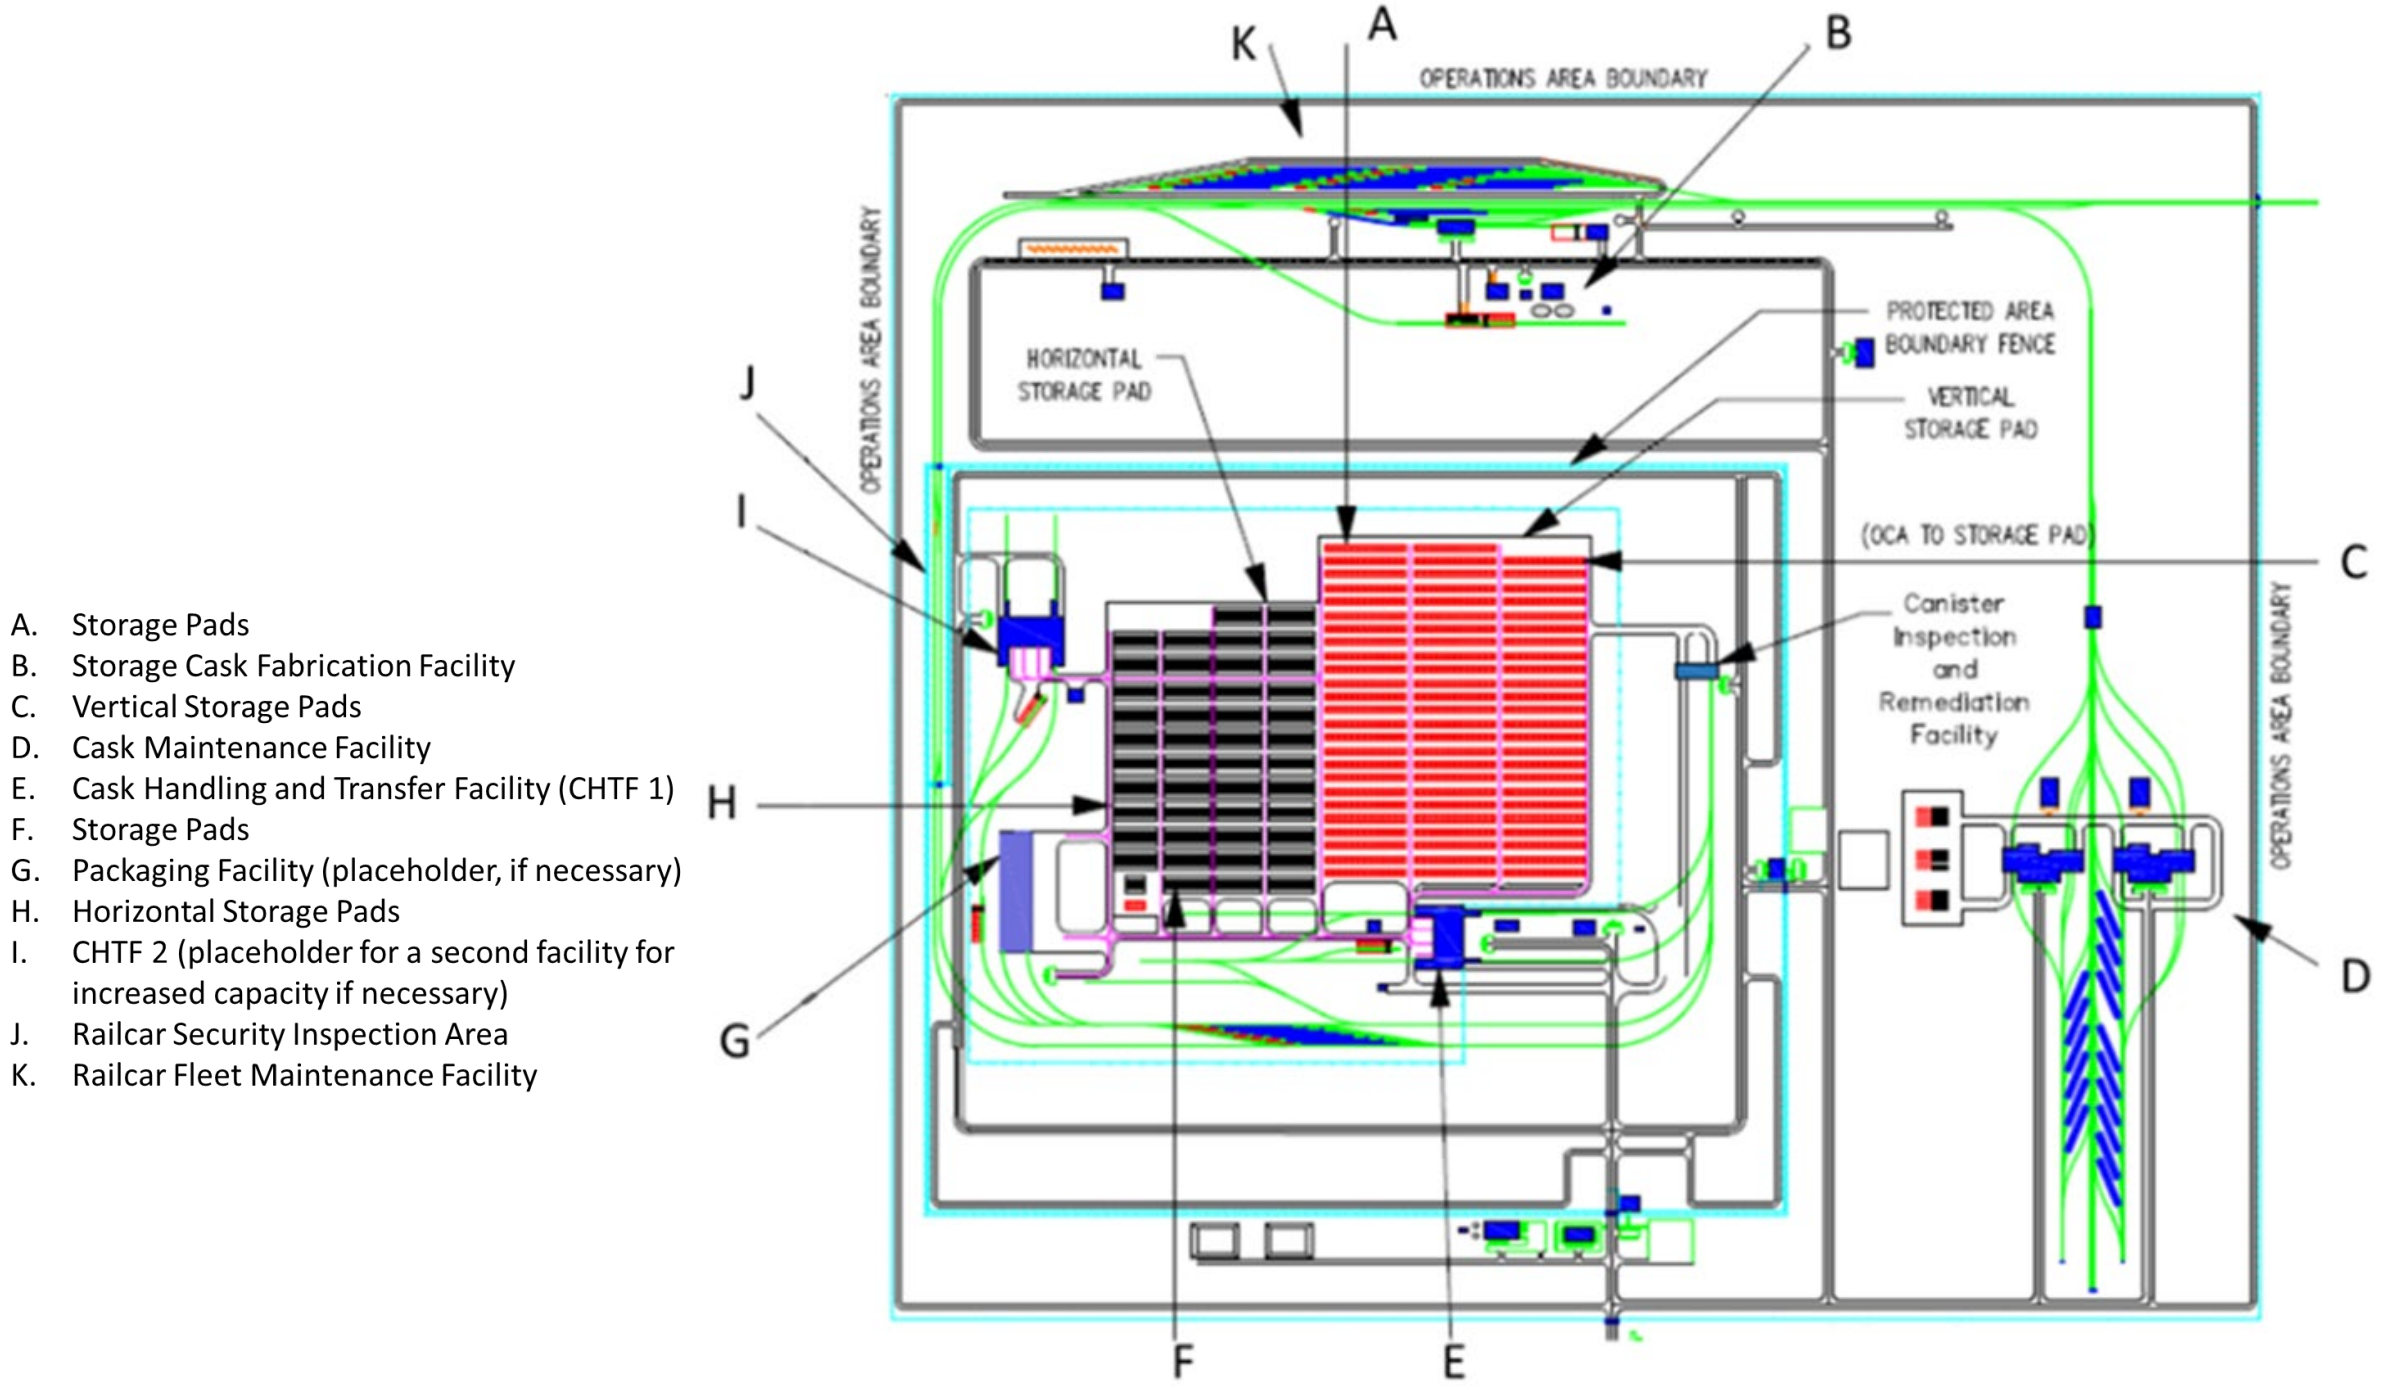 A. Storage Pads
B. Storage Cask Fabrication Facility
C. Vertical Storage Pads
D. Cask Maintenance Facility
E. Cask Handling and Transfer Facility (CHTF 1)
F. Storage Pads
G. Packaging Facility (placeholder, if necessary)
H. Horizontal Storage Pads
I. CHTF 2 (placeholder for a second facility for
increased capacity if necessary)
J. Railcar Security Inspection Area
K. Railcar Fleet Maintenance Facility
K
A
B
OPERATIONS AREA BOUNDARY
OPERATIONS AREA BOUNDARY
PROTECTED AREA
BOUNDARY FENCE
HORIZONTAL
STORAGE PAD
VERTICAL
STORAGE PAD
J
I
(OCA TO STORAGE PAD)
C
Canister
Inspection
and
Remediation
Facility
OPERATIONS AREA BOUNDARY
H
D
G
F
E